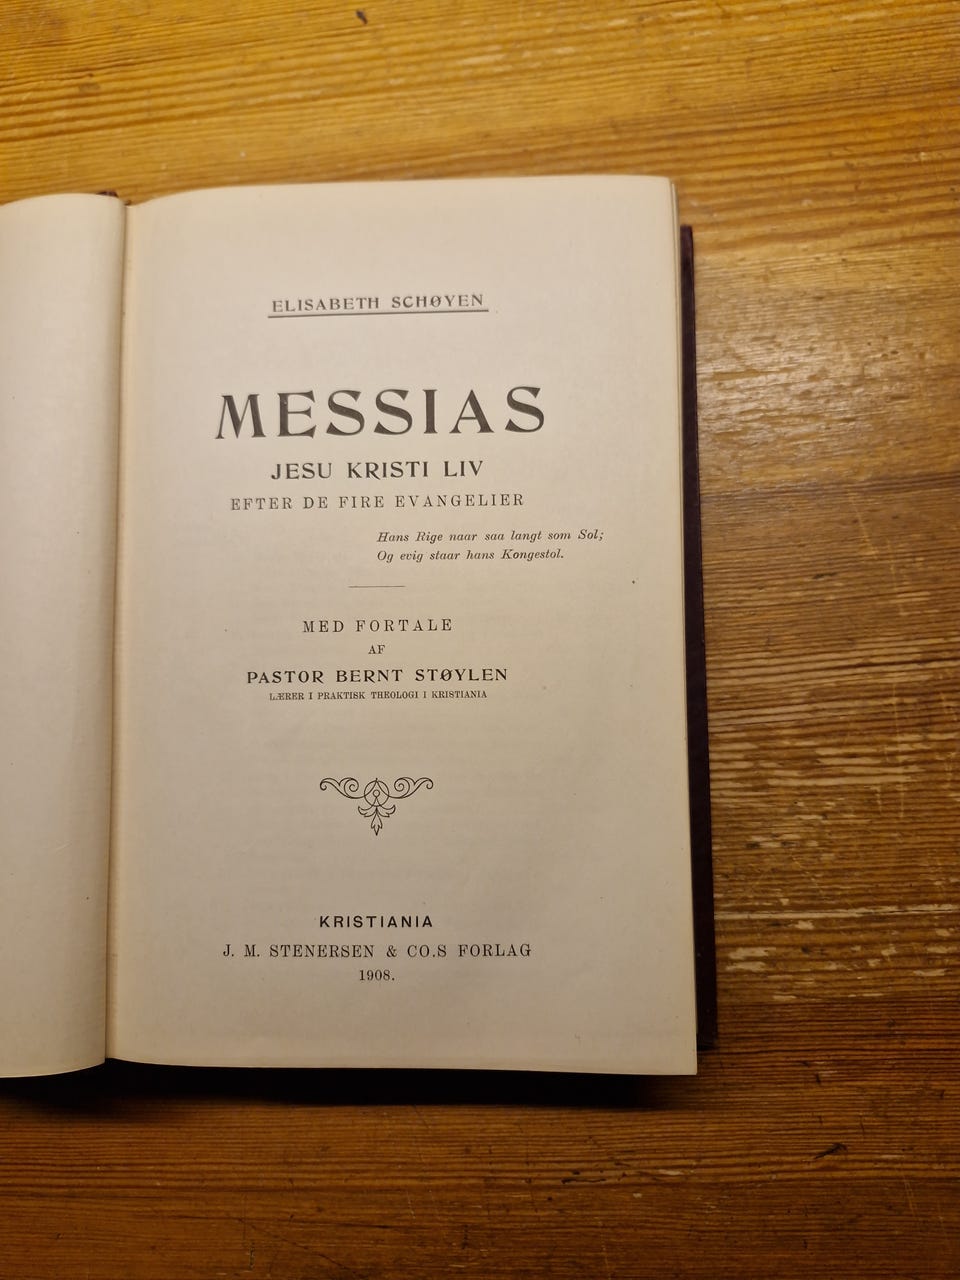 ELISABETH SCHØYEN
MESSIAS
JESU KRISTI LIV
EFTER DE FIRE EVANGELIER
Hans Rige naar saa langt som Sol;
Og evig staar hans Kongestol.
MED FORTALE
AF
PASTOR BERNT STØYLEN
LÆRER I PRAKTISK THEOLOGI I KRISTIANIA
KRISTIANIA
J. M. STENERSEN & CO.S FORLAG
1908.